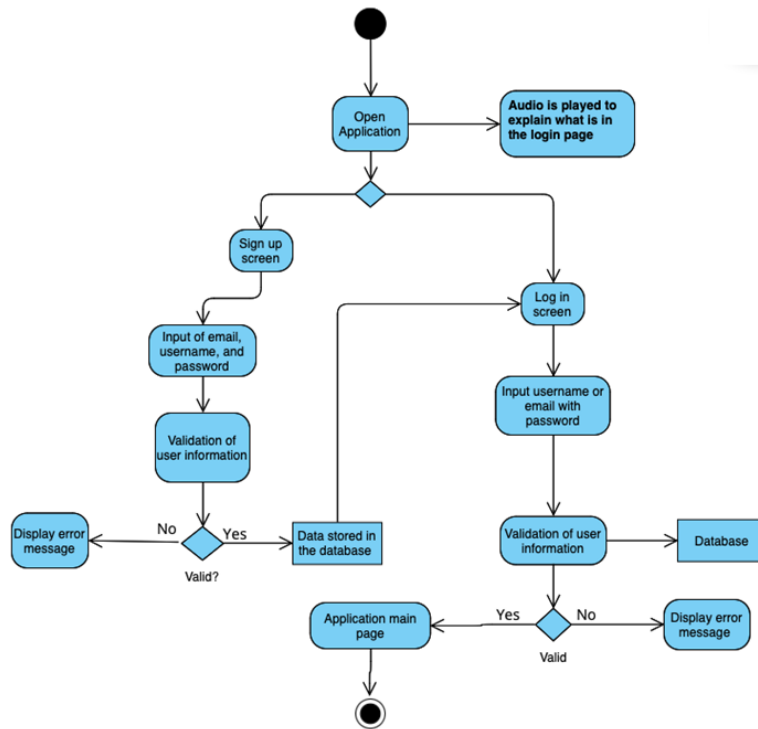 Open
Application
Audio is played to
explain what is in
the login page
Sign up
screen
Log in
screen
Input of email,
username, and
password
Input username or
email with
password
Validation of
user information
No
Yes
Valid?
Display error
message
Data stored in
the database
Validation of user
information
Database
Application main
page
Yes
No
Valid
Display error
message